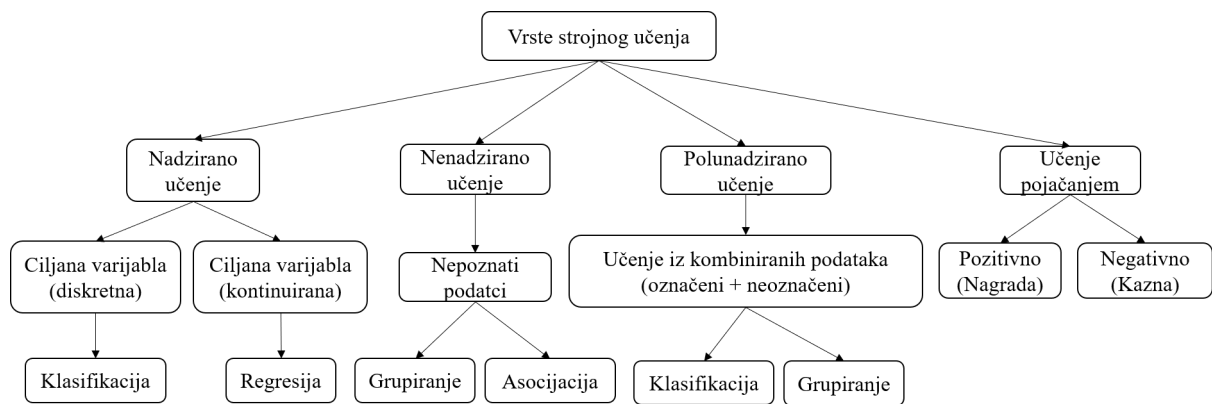 Vrste strojnog učenja
Nadzirano
učenje
Nenadzirano
učenje
Polunadzirano
učenje
Učenje
pojačanjem
Ciljana varijabla
(diskretna)
Ciljana varijabla
(kontinuirana)
Nepoznati
podatci
Učenje iz kombiniranih podataka
(označeni + neoznačeni)
Pozitivno
(Nagrada)
Negativno
(Kazna)
Klasifikacija
Regresija
Grupiranje
Asocijacija
Klasifikacija
Grupiranje